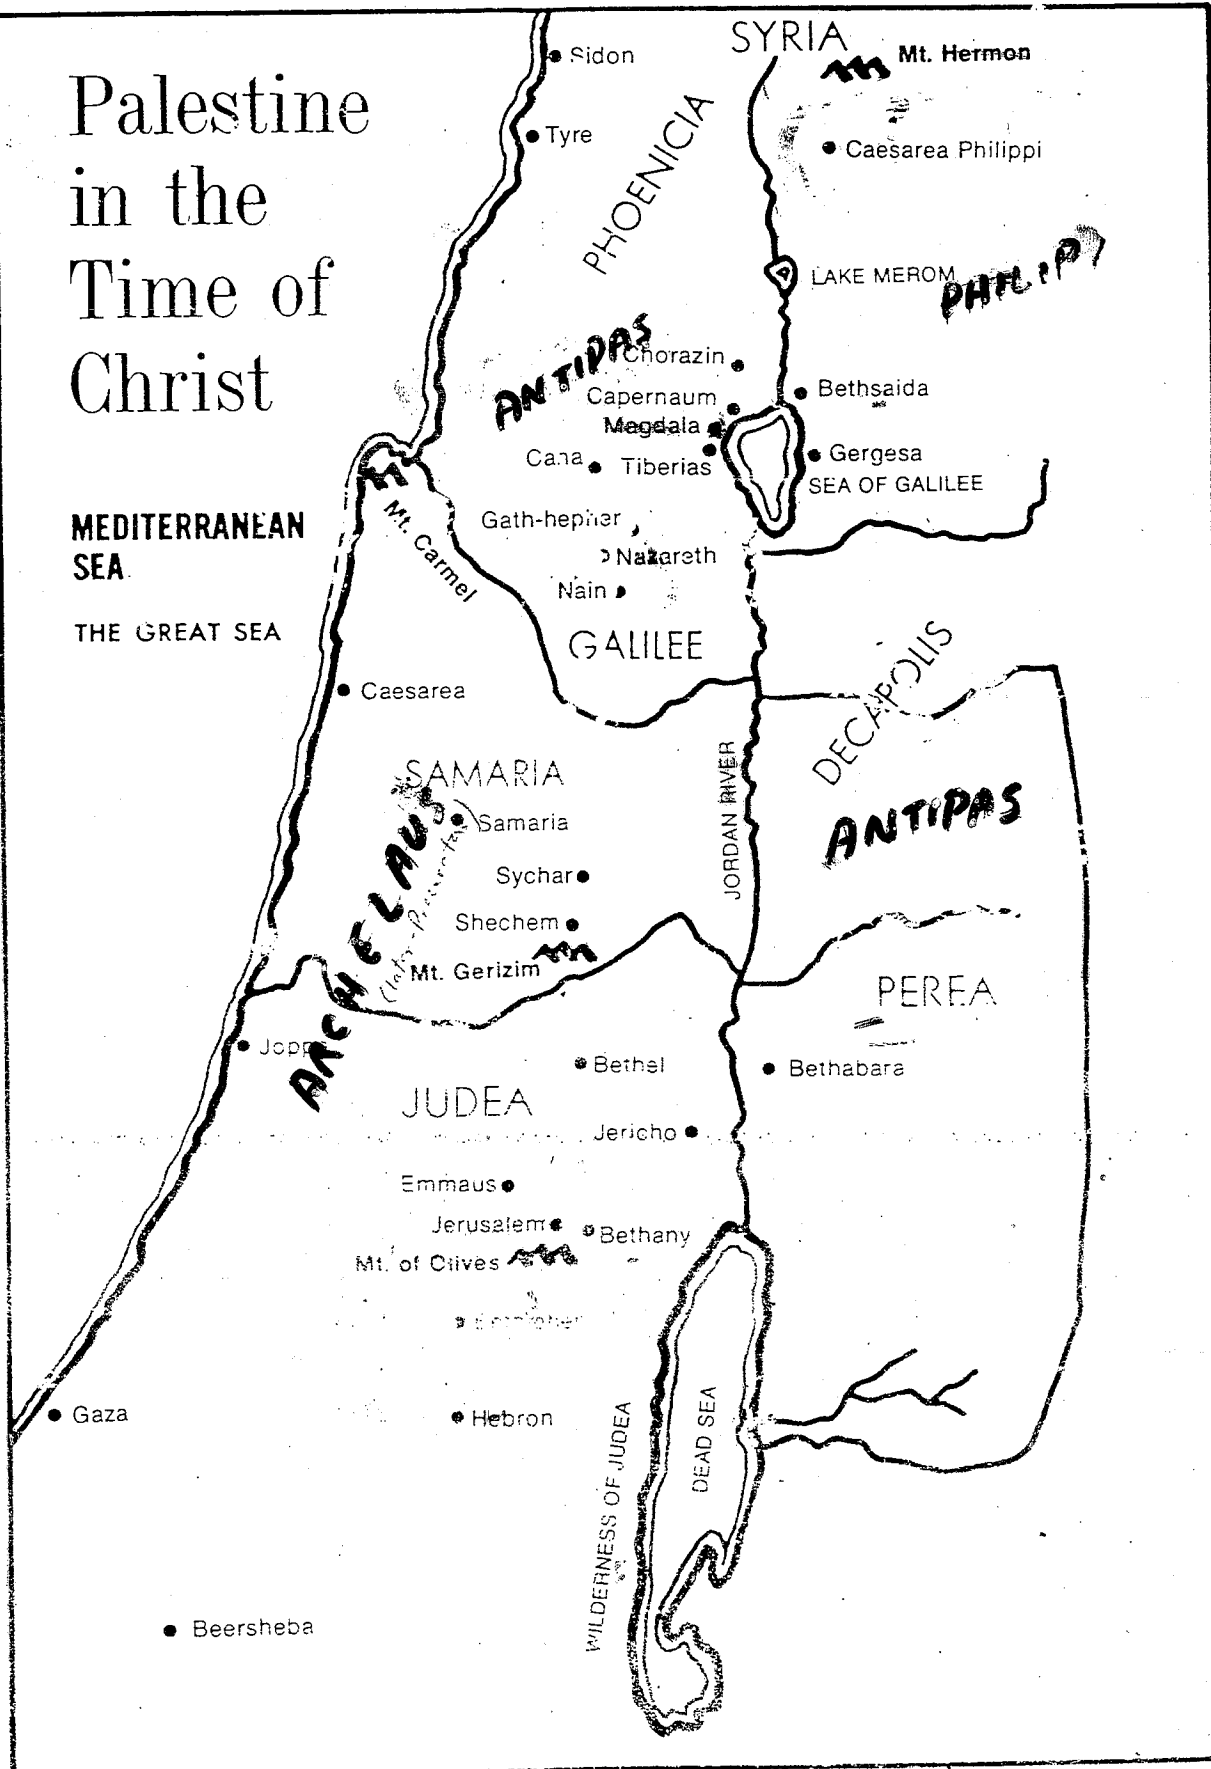 Palestine
in the
Time of
Christ
MEDITERRANEAN
SEA
THE GREAT SEA
SYRIA
Mt. Hermon
Sidon
Tyre
PHOENICIA
Caesarea Philippi
LAKE MEROM
PHILIP
ANTIPAS
Chorazin
Capernaum
Bethsaida
Magdala
Cana
Tiberias
Gergesa
SEA OF GALILEE
Mt. Carmel
Gath-hepher
Nazareth
Nain
GALILEE
DECAPOLIS
Caesarea
JORDAN RIVER
SAMARIA
Samaria
ANTIPAS
ARCHELAUS
Sychar
Shechem
Mt. Gerizim
PEREA
Joppa
Bethel
Bethabara
JUDEA
Jericho
Emmaus
Jerusalem
Bethany
Mt. of Olives
Gaza
Hebron
WILDERNESS OF JUDEA
DEAD SEA
Beersheba